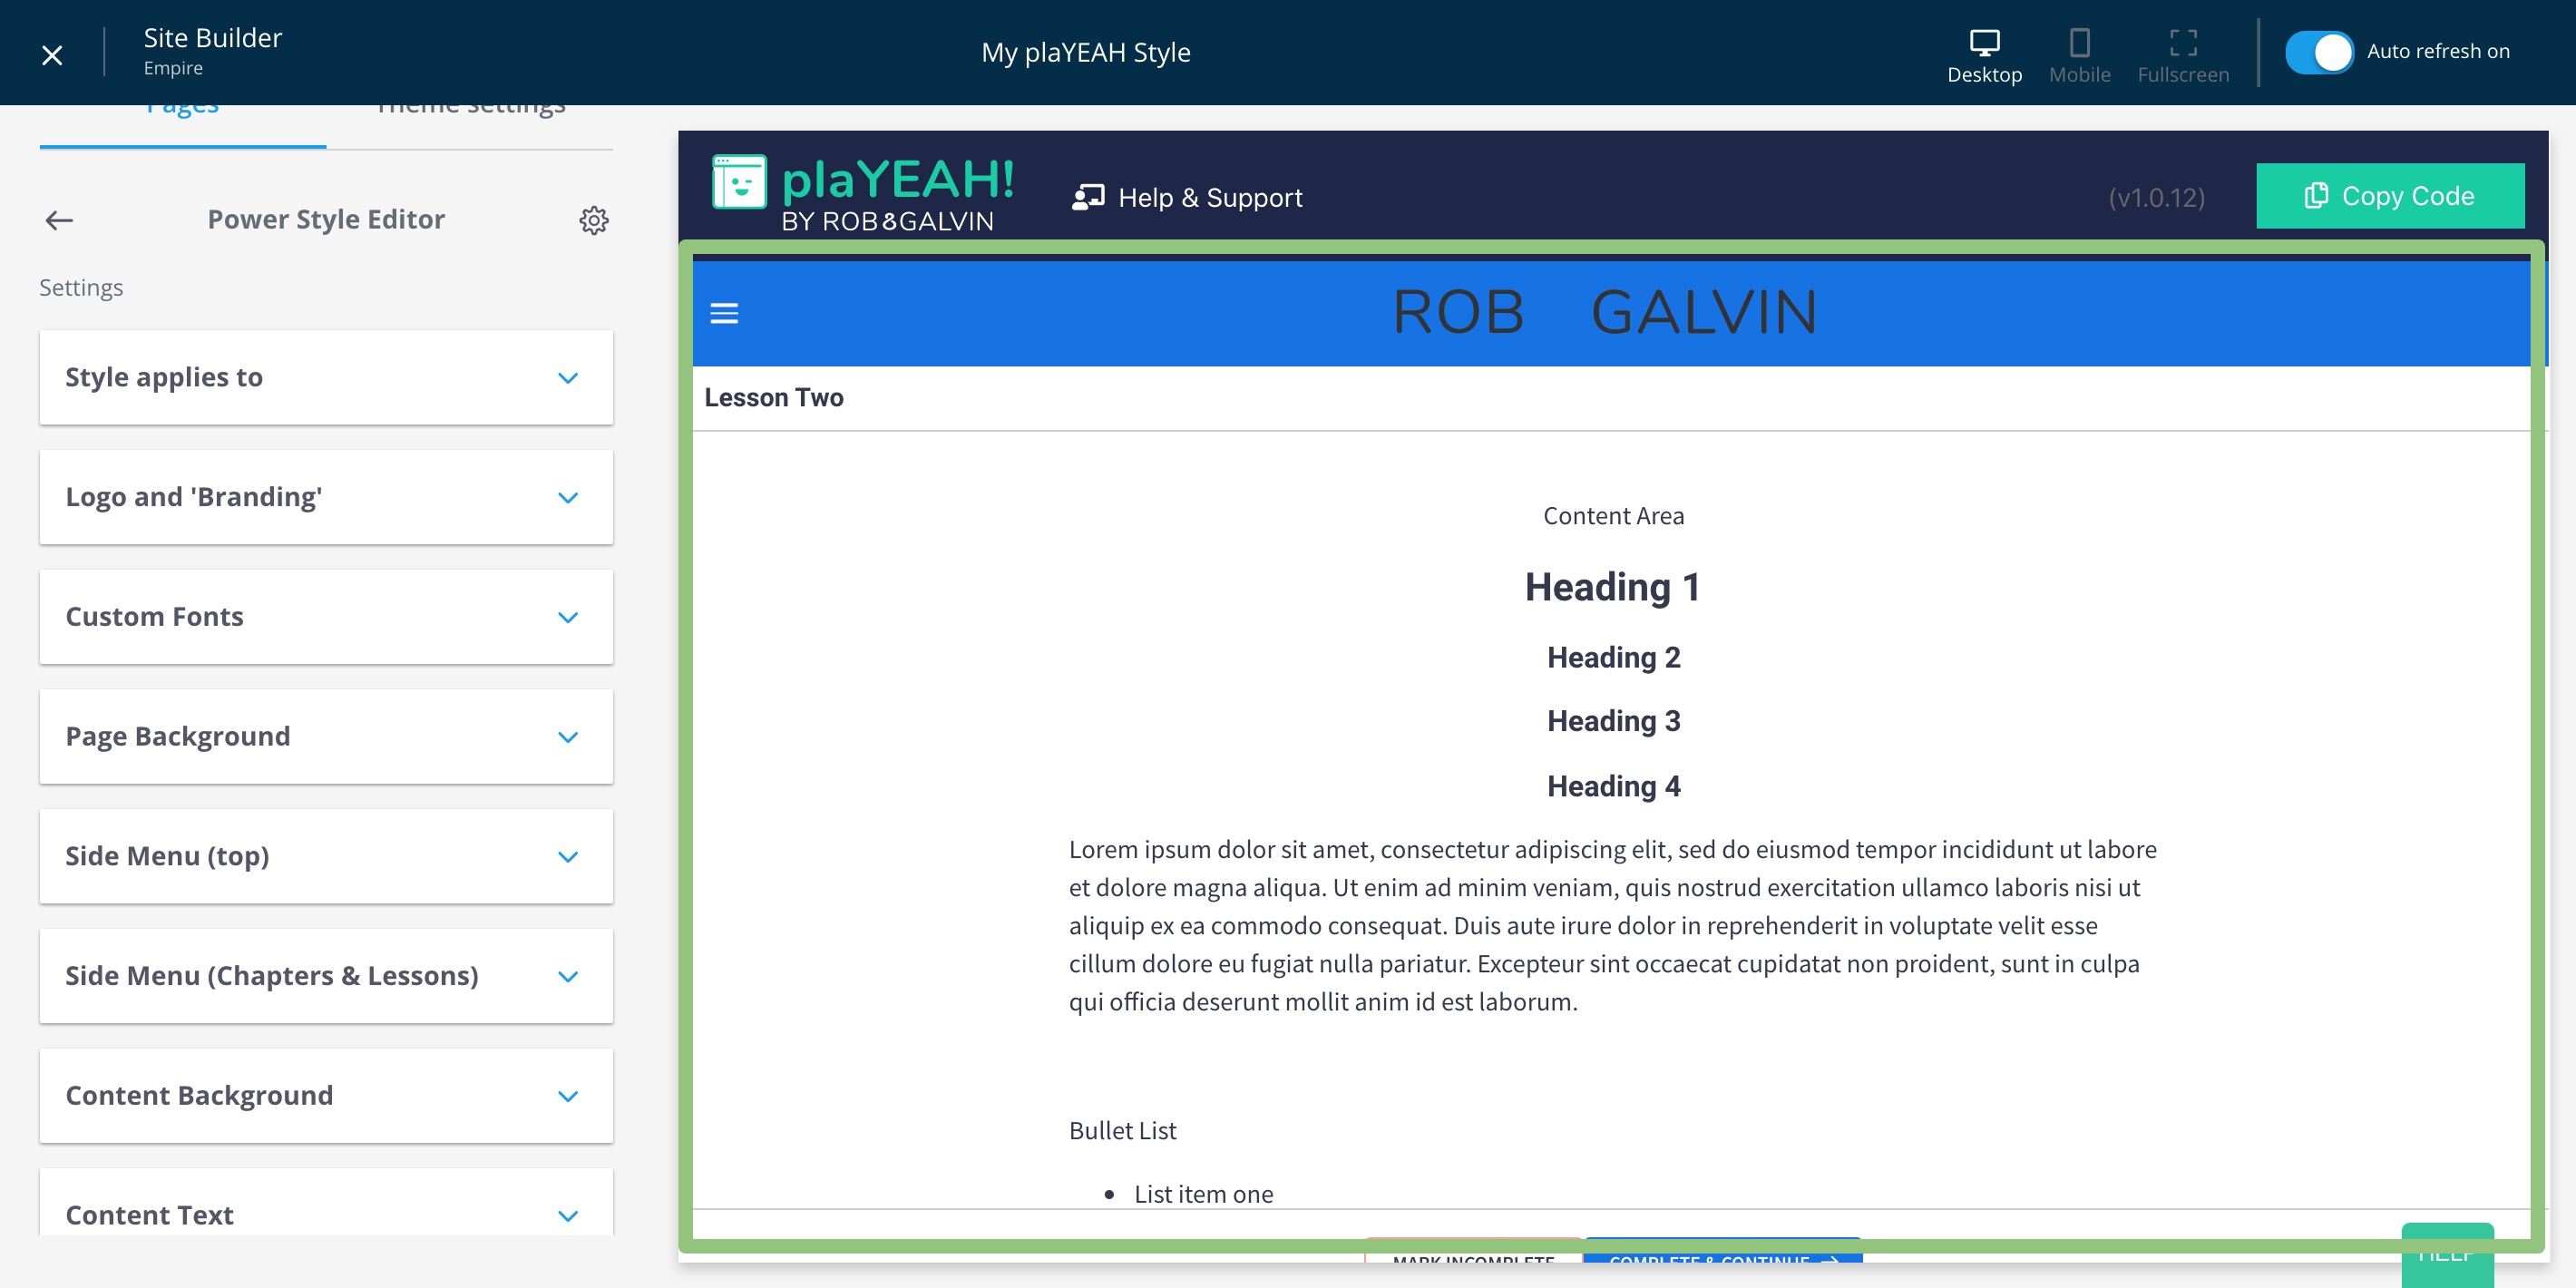 Site Builder
Empire
My plaYEAH Style
Desktop
Mobile
Fullscreen
Auto refresh on
Pages
Theme settings
Power Style Editor
Settings
Style applies to
Logo and 'Branding'
Custom Fonts
Page Background
Side Menu (top)
Side Menu (Chapters & Lessons)
Content Background
Content Text
plaYEAH!
BY ROB&GALVIN
Help & Support
(v1.0.12)
Copy Code
ROB GALVIN
Lesson Two
Content Area
Heading 1
Heading 2
Heading 3
Heading 4
Lorem ipsum dolor sit amet, consectetur adipiscing elit, sed do eiusmod tempor incididunt ut labore
et dolore magna aliqua. Ut enim ad minim veniam, quis nostrud exercitation ullamco laboris nisi ut
aliquip ex ea commodo consequat. Duis aute irure dolor in reprehenderit in voluptate velit esse
cillum dolore eu fugiat nulla pariatur. Excepteur sint occaecat cupidatat non proident, sunt in culpa
qui officia deserunt mollit anim id est laborum.
Bullet List
• List item one
MARK INCOMPLETE
COMPLETE & CONTINUE →
HELP